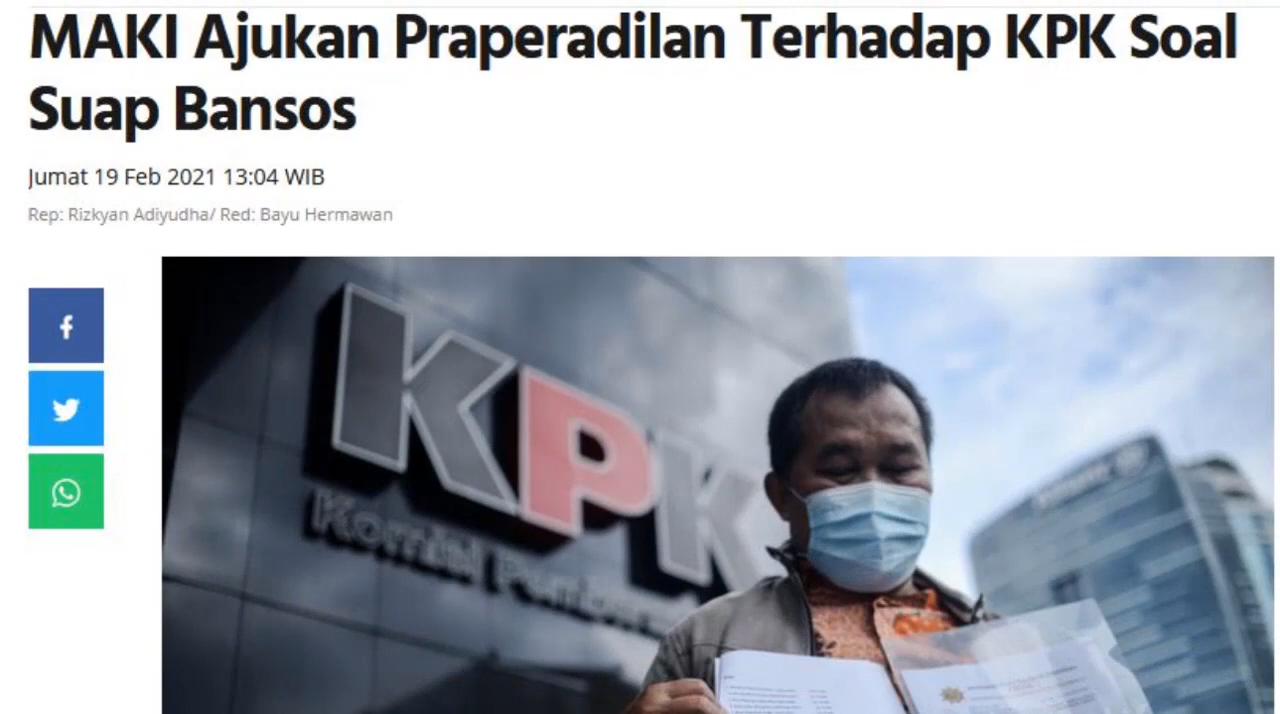 MAKI Ajukan Praperadilan Terhadap KPK Soal
Suap Bansos
Jumat 19 Feb 2021 13:04 WIB
Rep: Rizkyan Adiyudha/ Red: Bayu Hermawan
KPK
Komisi